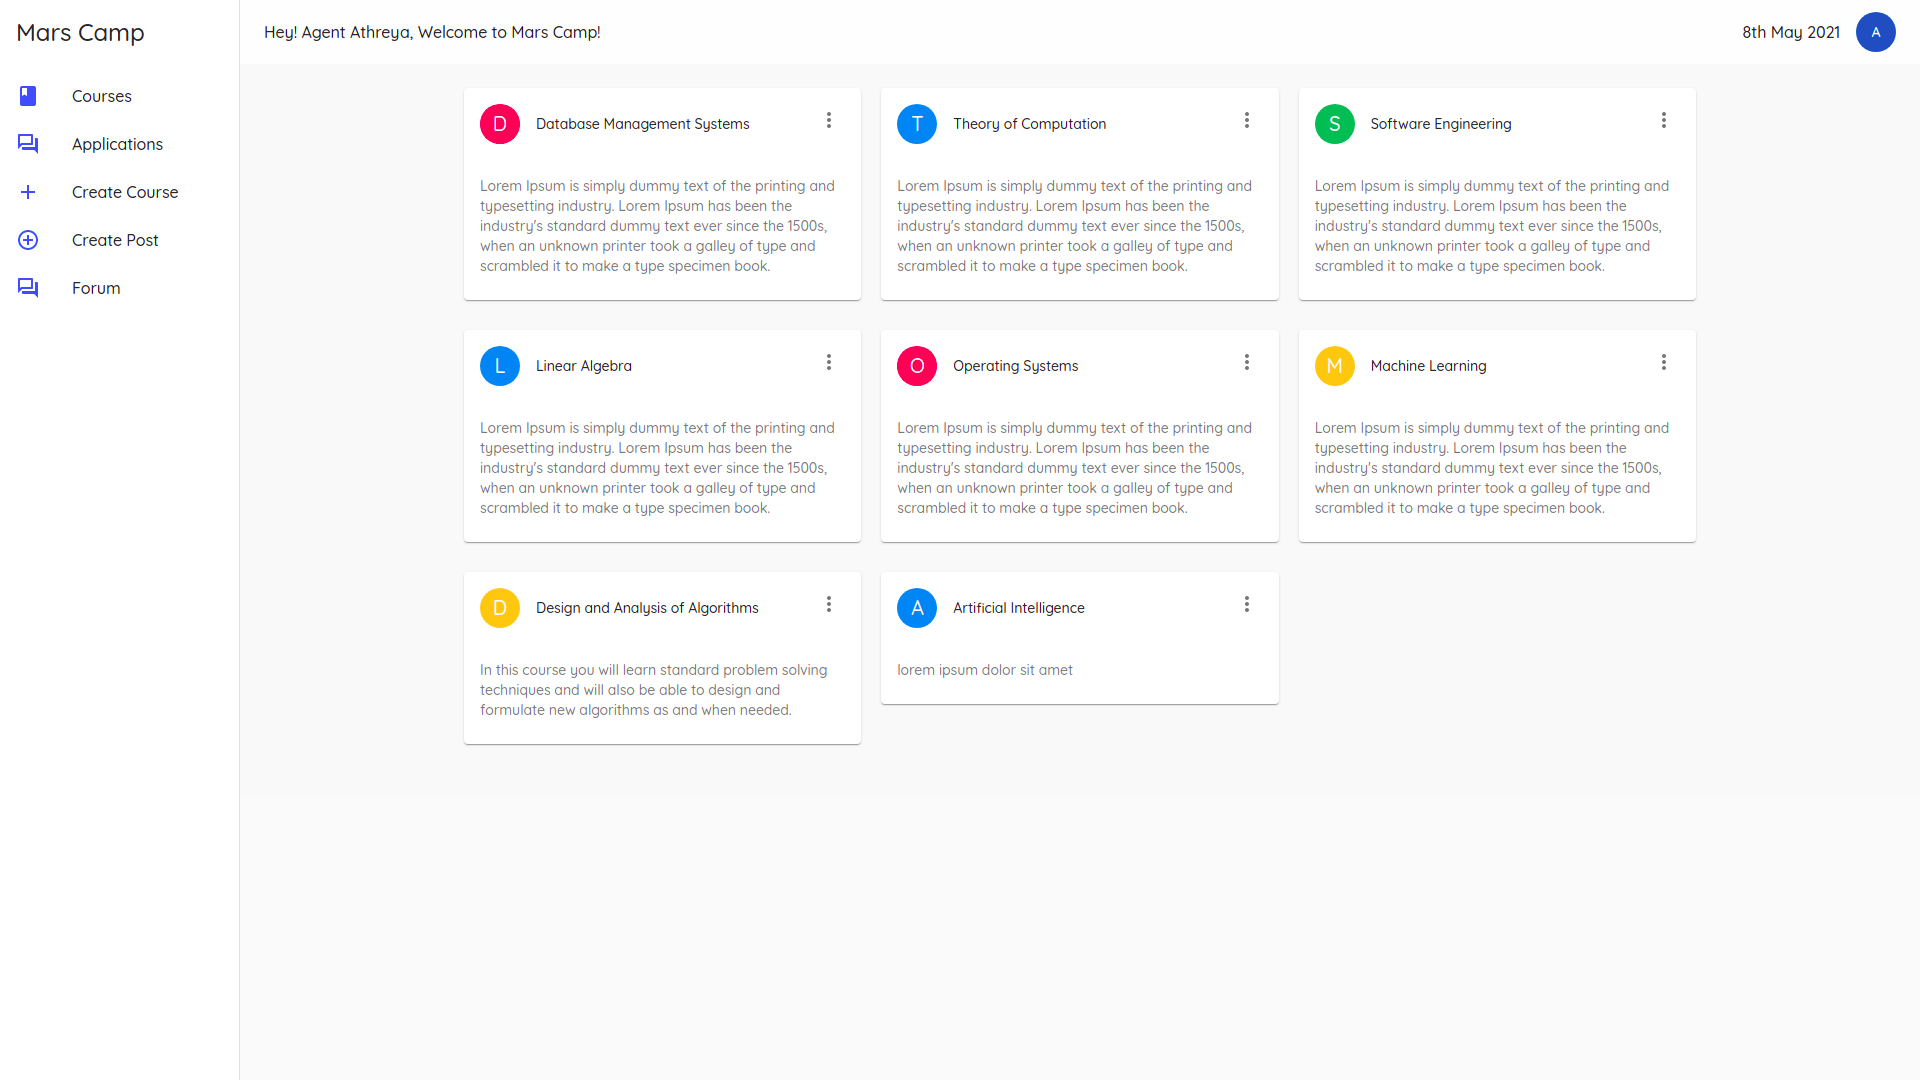 Mars Camp
Courses
Applications
Create Course
Create Post
Forum
Hey! Agent Athreya, Welcome to Mars Camp!
8th May 2021
A
D
Database Management Systems
Lorem Ipsum is simply dummy text of the printing and
typesetting industry. Lorem Ipsum has been the
industry's standard dummy text ever since the 1500s,
when an unknown printer took a galley of type and
scrambled it to make a type specimen book.
T
Theory of Computation
Lorem Ipsum is simply dummy text of the printing and
typesetting industry. Lorem Ipsum has been the
industry's standard dummy text ever since the 1500s,
when an unknown printer took a galley of type and
scrambled it to make a type specimen book.
S
Software Engineering
Lorem Ipsum is simply dummy text of the printing and
typesetting industry. Lorem Ipsum has been the
industry's standard dummy text ever since the 1500s,
when an unknown printer took a galley of type and
scrambled it to make a type specimen book.
L
Linear Algebra
Lorem Ipsum is simply dummy text of the printing and
typesetting industry. Lorem Ipsum has been the
industry's standard dummy text ever since the 1500s,
when an unknown printer took a galley of type and
scrambled it to make a type specimen book.
O
Operating Systems
Lorem Ipsum is simply dummy text of the printing and
typesetting industry. Lorem Ipsum has been the
industry's standard dummy text ever since the 1500s,
when an unknown printer took a galley of type and
scrambled it to make a type specimen book.
M
Machine Learning
Lorem Ipsum is simply dummy text of the printing and
typesetting industry. Lorem Ipsum has been the
industry's standard dummy text ever since the 1500s,
when an unknown printer took a galley of type and
scrambled it to make a type specimen book.
D
Design and Analysis of Algorithms
In this course you will learn standard problem solving
techniques and will also be able to design and
formulate new algorithms as and when needed.
A
Artificial Intelligence
lorem ipsum dolor sit amet